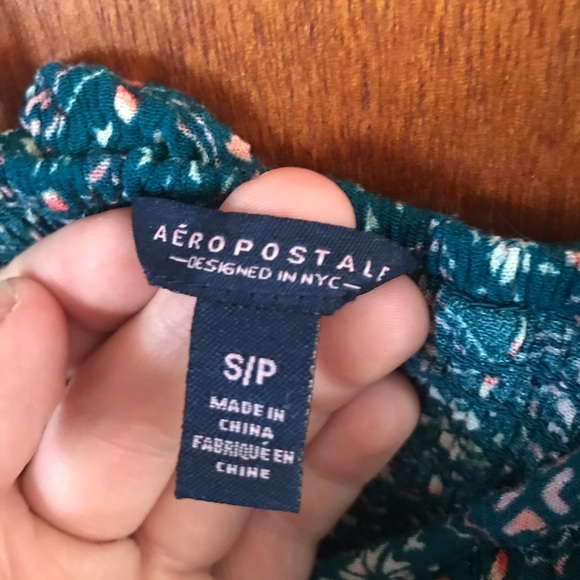 AÉROPOSTALE
—DESIGNED IN NYC—
S/P
MADE IN
CHINA
FABRIQUÉ EN
CHINE